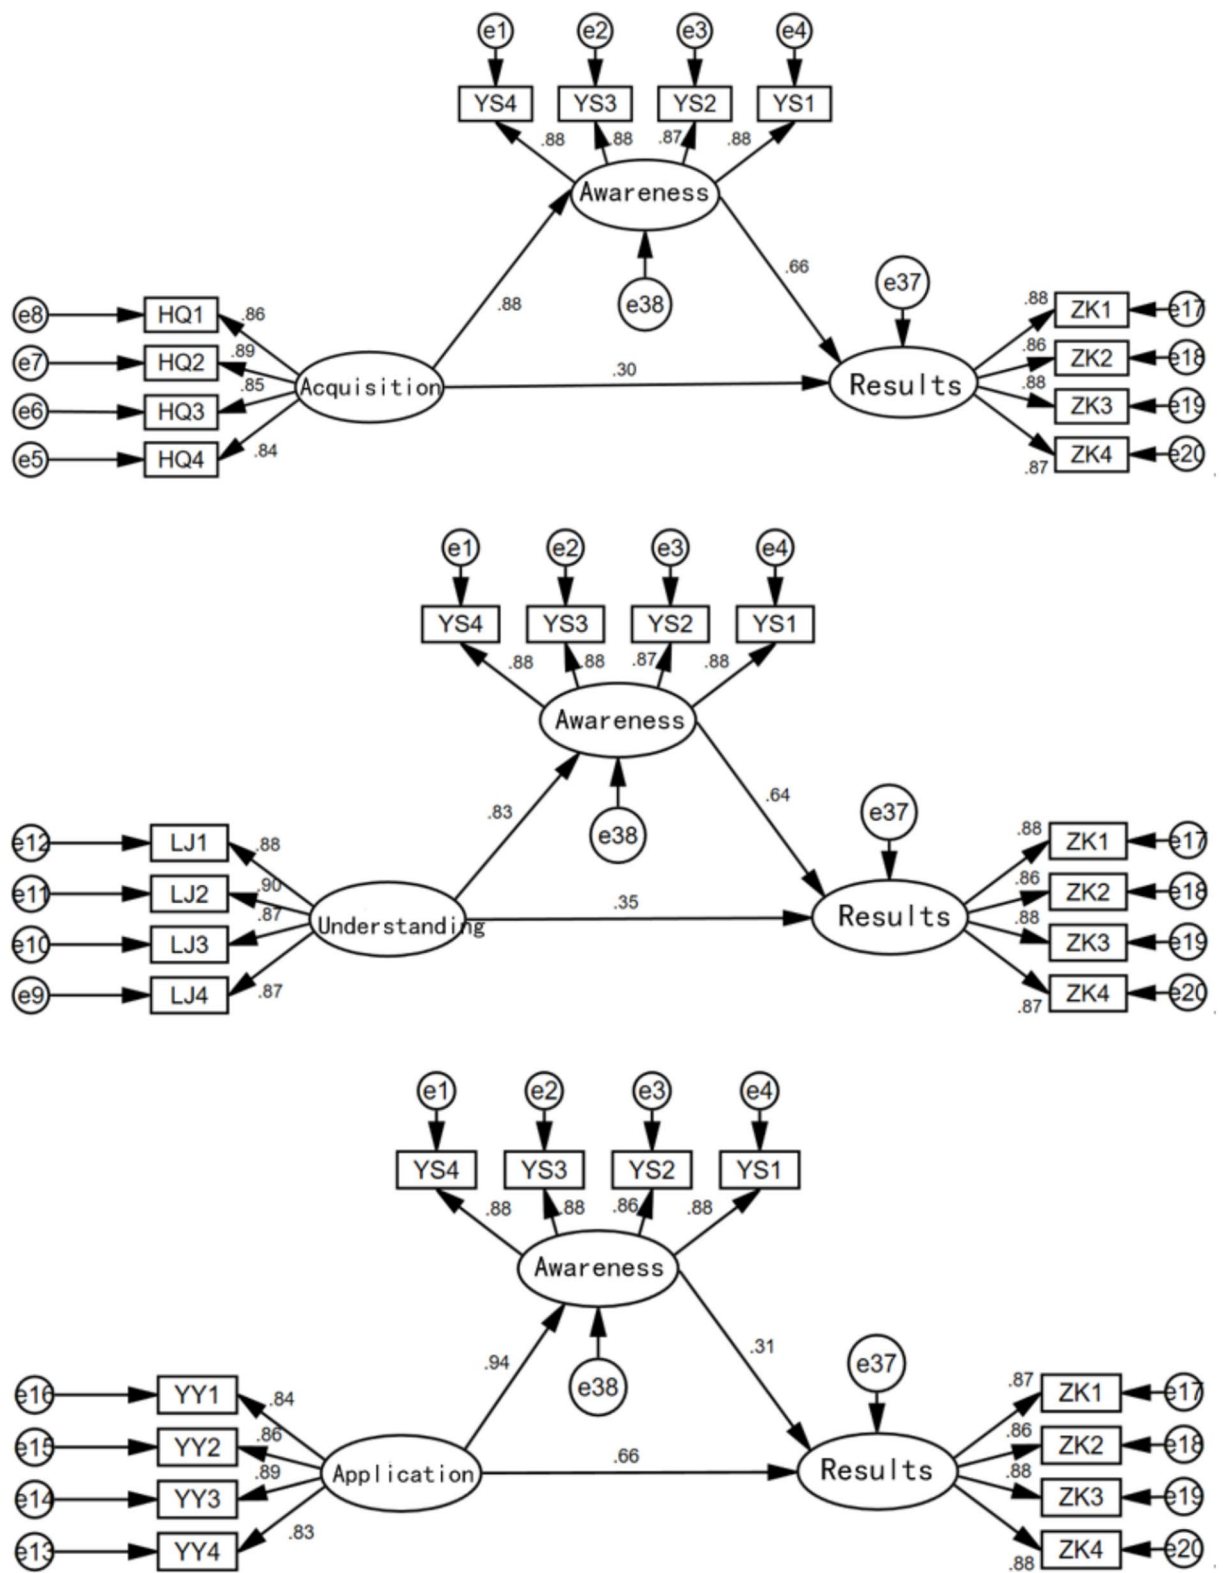 e1 e2 e3 e4
YS4 YS3 YS2 YS1
.88 .88 .87 .88
Awareness
.66
e37
.88 e38
e8 HQ1 .86
.88 ZK1 e17
e7 HQ2 .89
.86 ZK2 e18
.30
Acquisition Results
e6 HQ3 .85
.88 ZK3 e19
e5 HQ4 .84
.87 ZK4 e20
e1 e2 e3 e4
YS4 YS3 YS2 YS1
.88 .88 .87 .88
Awareness
.83 .64
e37
e38
e12 LJ1 .88
.88 ZK1 e17
e11 LJ2 .90
.86 ZK2 e18
.35
Understanding Results
e10 LJ3 .87
.88 ZK3 e19
e9 LJ4 .87
.87 ZK4 e20
e1 e2 e3 e4
YS4 YS3 YS2 YS1
.88 .88 .86 .88
Awareness
.94 .31
e37
e38
e16 YY1 .84
.87 ZK1 e17
e15 YY2 .86
.86 ZK2 e18
.66
Application Results
e14 YY3 .89
.88 ZK3 e19
e13 YY4 .83
.88 ZK4 e20